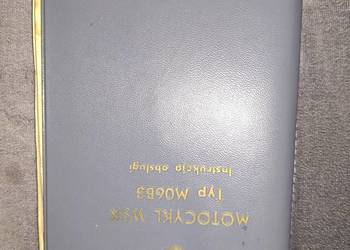 MOTOCYKL WSK
Typ M06B3
Instrukcja obsługi